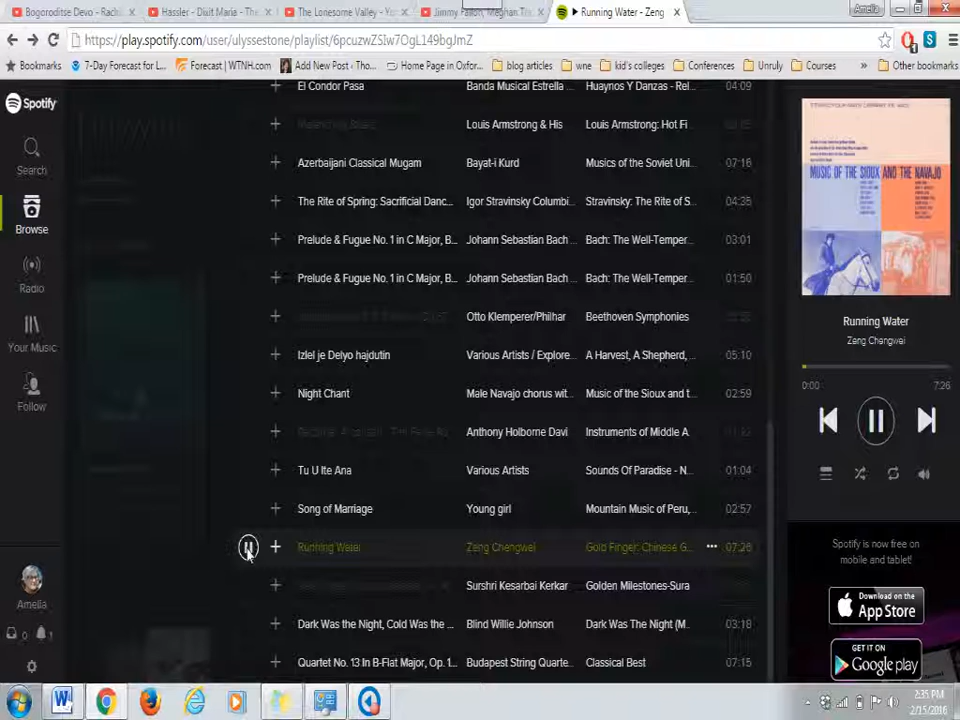 Bogoroditse Devo - Rach
Hassler - Dixit Maria - Th
The Lonesome Valley - Yo
Jimmy Fallon, Meghan Tr
Running Water - Zeng
Amelia
https://play.spotify.com/user/ulyssestone/playlist/6pcuzwZSiw7OgL149bgJmZ
Bookmarks
7-Day Forecast for L...
Forecast | WTNH.com
Add New Post ‹ Tho...
Home Page in Oxfor...
blog articles
wne
kid's colleges
Conferences
Unruly
Courses
»
Other bookmarks
Spotify
Search
Browse
Radio
Your Music
Follow
Amelia
0
1
El Condor Pasa Banda Musical Estrella Huaynos Y Danzas - Rel... 04:09
Louis Armstrong & His Louis Armstrong: Hot Fi
Azerbaijani Classical Mugam Bayat-i Kurd Musics of the Soviet Uni... 07:16
The Rite of Spring: Sacrificial Danc... Igor Stravinsky Columbi... Stravinsky: The Rite of S... 04:35
Prelude & Fugue No. 1 in C Major, B... Johann Sebastian Bach ... Bach: The Well-Temper... 03:01
Prelude & Fugue No. 1 in C Major, B... Johann Sebastian Bach ... Bach: The Well-Temper... 01:50
Otto Klemperer/Philhar Beethoven Symphonies
Izlel je Delyo hajdutin Various Artists / Explore... A Harvest, A Shepherd, ... 05:10
Night Chant Male Navajo chorus wit... Music of the Sioux and t... 02:59
Anthony Holborne Davi Instruments of Middle A
Tu U Ite Ana Various Artists Sounds Of Paradise - N... 01:04
Song of Marriage Young girl Mountain Music of Peru, ... 02:57
Running Water Zeng Chengwei Gold Finger: Chinese G... ••• 07:26
Surshri Kesarbai Kerkar Golden Milestones-Sura
Dark Was the Night, Cold Was the ... Blind Willie Johnson Dark Was The Night (M... 03:18
Quartet No. 13 In B-Flat Major, Op. 1... Budapest String Quarte... Classical Best 07:15
MUSIC OF THE SIOUX AND THE NAVAJO
Running Water
Zeng Chengwei
0:00 7:26
Spotify is now free on
mobile and tablet!
Download on the
App Store
GET IT ON
Google play
2:35 PM
2/15/2016